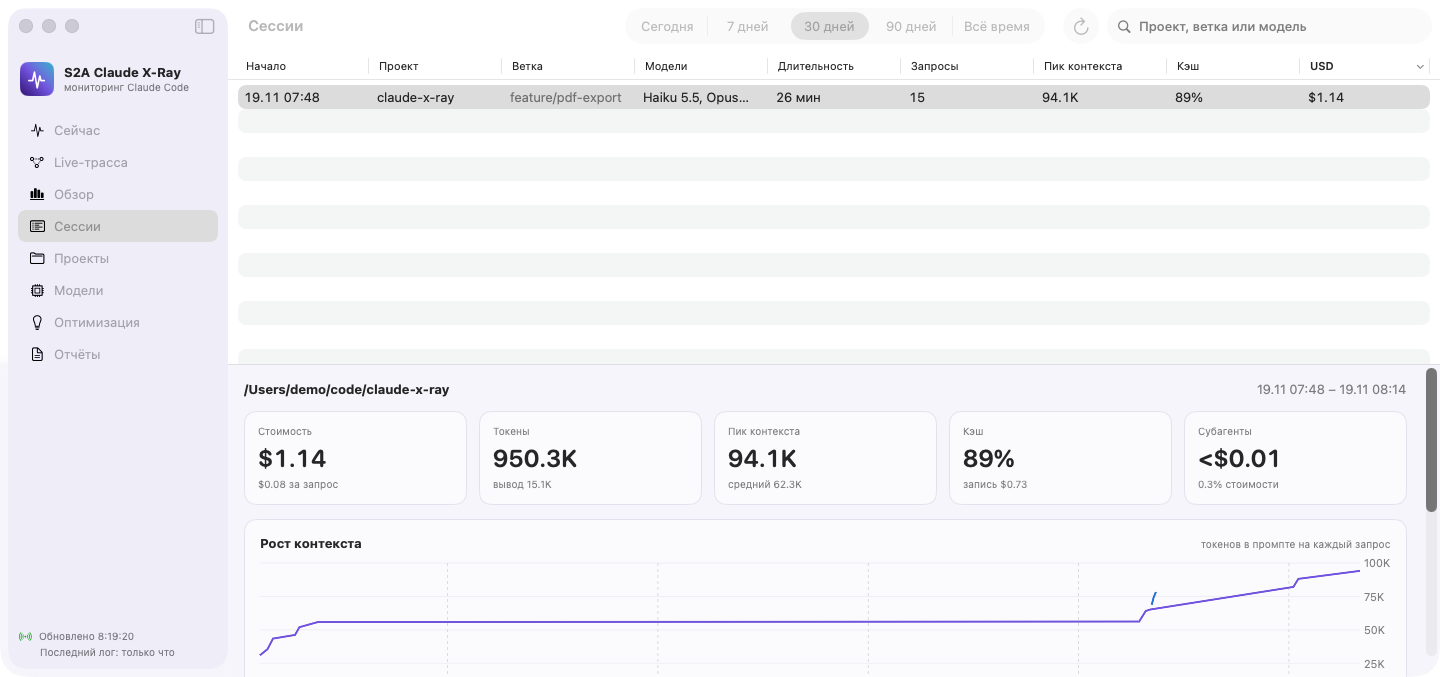 Сессии
Сегодня 7 дней 30 дней 90 дней Всё время
Проект, ветка или модель
S2A Claude X-Ray
мониторинг Claude Code
Сейчас
Live-трасса
Обзор
Сессии
Проекты
Модели
Оптимизация
Отчёты
Обновлено 8:19:20
Последний лог: только что
Начало Проект Ветка Модели Длительность Запросы Пик контекста Кэш USD
19.11 07:48 claude-x-ray feature/pdf-export Haiku 5.5, Opus... 26 мин 15 94.1K 89% $1.14
/Users/demo/code/claude-x-ray 19.11 07:48 – 19.11 08:14
Стоимость Токены Пик контекста Кэш Субагенты
$1.14 950.3K 94.1K 89% <$0.01
$0.08 за запрос вывод 15.1K средний 62.3K запись $0.73 0.3% стоимости
Рост контекста токенов в промпте на каждый запрос
100K
75K
50K
25K